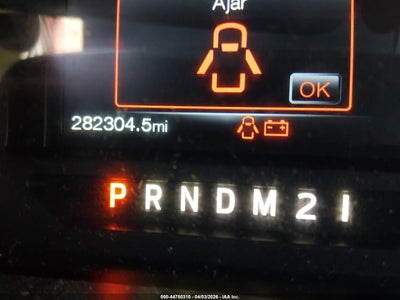 Ajar
OK
282304.5mi
P R N D M 2 1
000-44750310 - 04/03/2026 - IAA Inc.